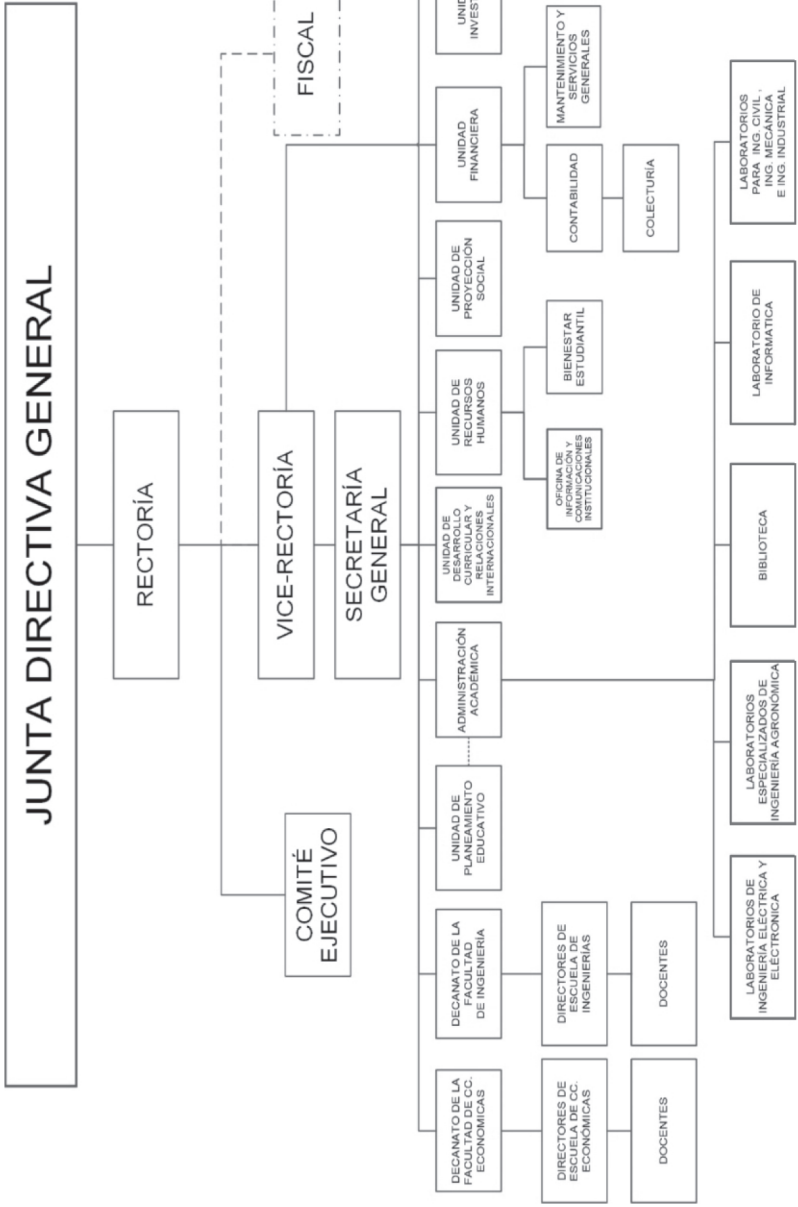 JUNTA DIRECTIVA GENERAL
RECTORÍA
COMITÉ
EJECUTIVO
VICE-RECTORÍA
FISCAL
SECRETARÍA
GENERAL
DECANATO DE LA
FACULTAD DE CC.
ECONOMICAS
DECANATO DE LA
FACULTAD
DE INGENIERÍA
UNIDAD DE
PLANEAMIENTO
EDUCATIVO
ADMINISTRACIÓN
ACADÉMICA
UNIDAD DE
DESARROLLO
CURRICULAR Y
RELACIONES
INTERNACIONALES
UNIDAD DE
RECURSOS
HUMANOS
UNIDAD DE
PROYECCIÓN
SOCIAL
UNIDAD
FINANCIERA
UNID
INVEST
DIRECTORES DE
ESCUELA DE CC.
ECONÓMICAS
DIRECTORES DE
ESCUELA DE
INGENIERÍAS
OFICINA DE
INFORMACIÓN Y
COMUNICACIONES
INSTITUCIONALES
BIENESTAR
ESTUDIANTIL
CONTABILIDAD
MANTENIMIENTO Y
SERVICIOS
GENERALES
DOCENTES
DOCENTES
COLECTURÍA
LABORATORIOS DE
INGENIERÍA ELÉCTRICA Y
ELÉCTRONICA
LABORATORIOS
ESPECIALIZADOS DE
INGENIERÍA AGRONÓMICA
BIBLIOTECA
LABORATORIO DE
INFORMATICA
LABORATORIOS
PARA ING. CIVIL ,
ING. MECÁNICA
E ING. INDUSTRIAL